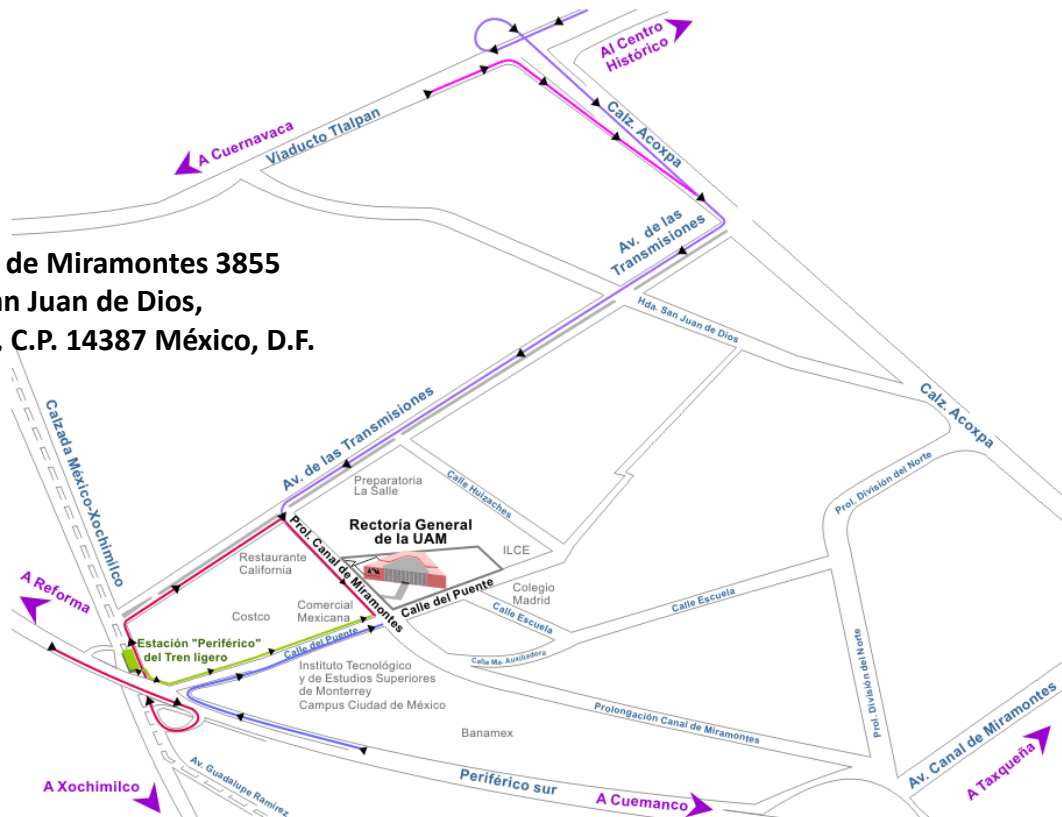 Al Centro
Histórico
A Cuernavaca
Viaducto Tlalpan
Calz. Acoxpa
Av. de las
Transmisiones
de Miramontes 3855
an Juan de Dios,
, C.P. 14387 México, D.F.
Hda. San Juan de Dios
Calz. Acoxpa
Calzada México-Xochimilco
Av. de las Transmisiones
Preparatoria
La Salle
Calle Huizaches
Prol. División del Norte
Rectoría General
de la UAM
Prol. Canal de Miramontes
ILCE
Restaurante
California
A Reforma
Costco
Comercial
Mexicana
Calle del Puente
Colegio
Madrid
Calle Escuela
Calle Escuela
Estación "Periférico"
del Tren ligero
Calle del Puente
Calle Ma. Auxiliadora
Prol. División del Norte
Instituto Tecnológico
y de Estudios Superiores
de Monterrey
Campus Ciudad de México
Prolongación Canal de Miramontes
Banamex
Av. Canal de Miramontes
A Taxqueña
Av. Guadalupe Ramírez
Periférico sur
A Xochimilco
A Cuemanco